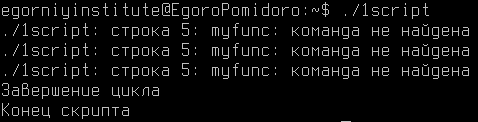 egorniyinstitute@EgoroPomidoro:~$ ./1script
./1script: строка 5: myfunc: команда не найдена
./1script: строка 5: myfunc: команда не найдена
./1script: строка 5: myfunc: команда не найдена
Завершение цикла
Конец скрипта